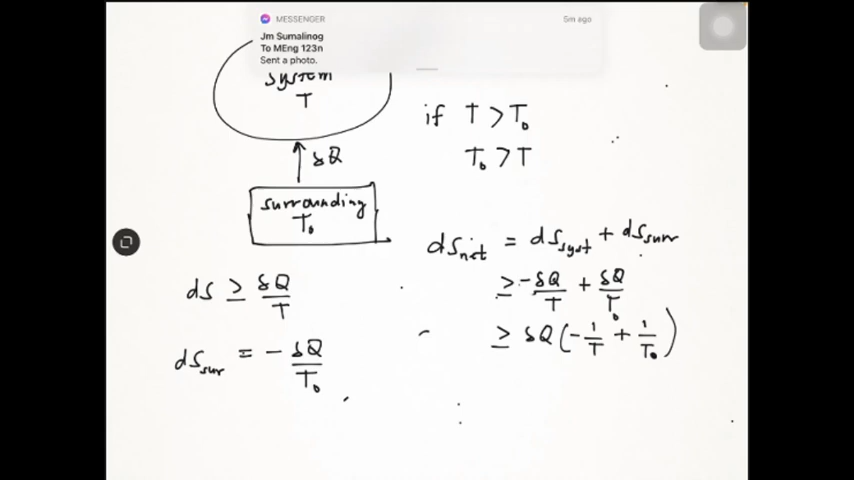 MESSENGER
5m ago
Jm Sumalinog
To MEng 123n
Sent a photo.
system
T
if T > T₀
T₀ > T
δQ
surrounding
T₀
dS_net = dS_syst + dS_surr
≥ -δQ/T + δQ/T₀
≥ δQ(-1/T + 1/T₀)
dS ≥ δQ/T
dS_sur = - δQ/T₀